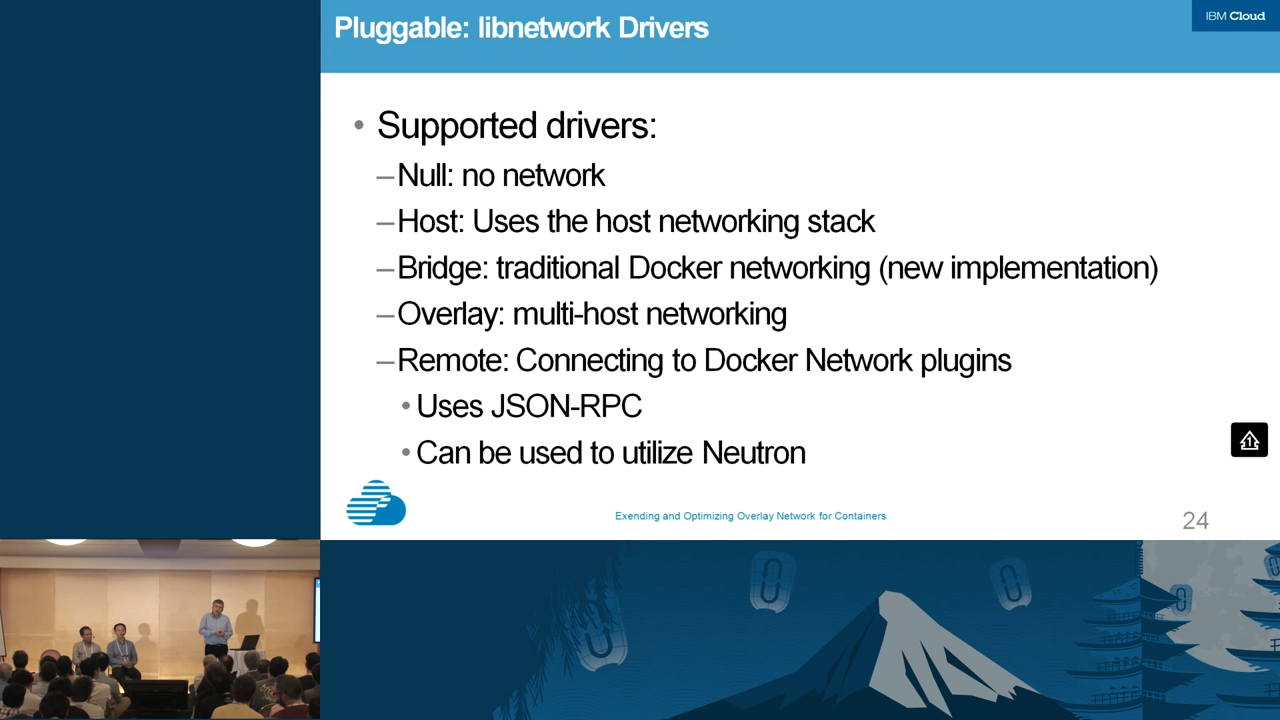 Pluggable: libnetwork Drivers
IBM Cloud
• Supported drivers:
–Null: no network
–Host: Uses the host networking stack
–Bridge: traditional Docker networking (new implementation)
–Overlay: multi-host networking
–Remote: Connecting to Docker Network plugins
• Uses JSON-RPC
• Can be used to utilize Neutron
Exending and Optimizing Overlay Network for Containers
24